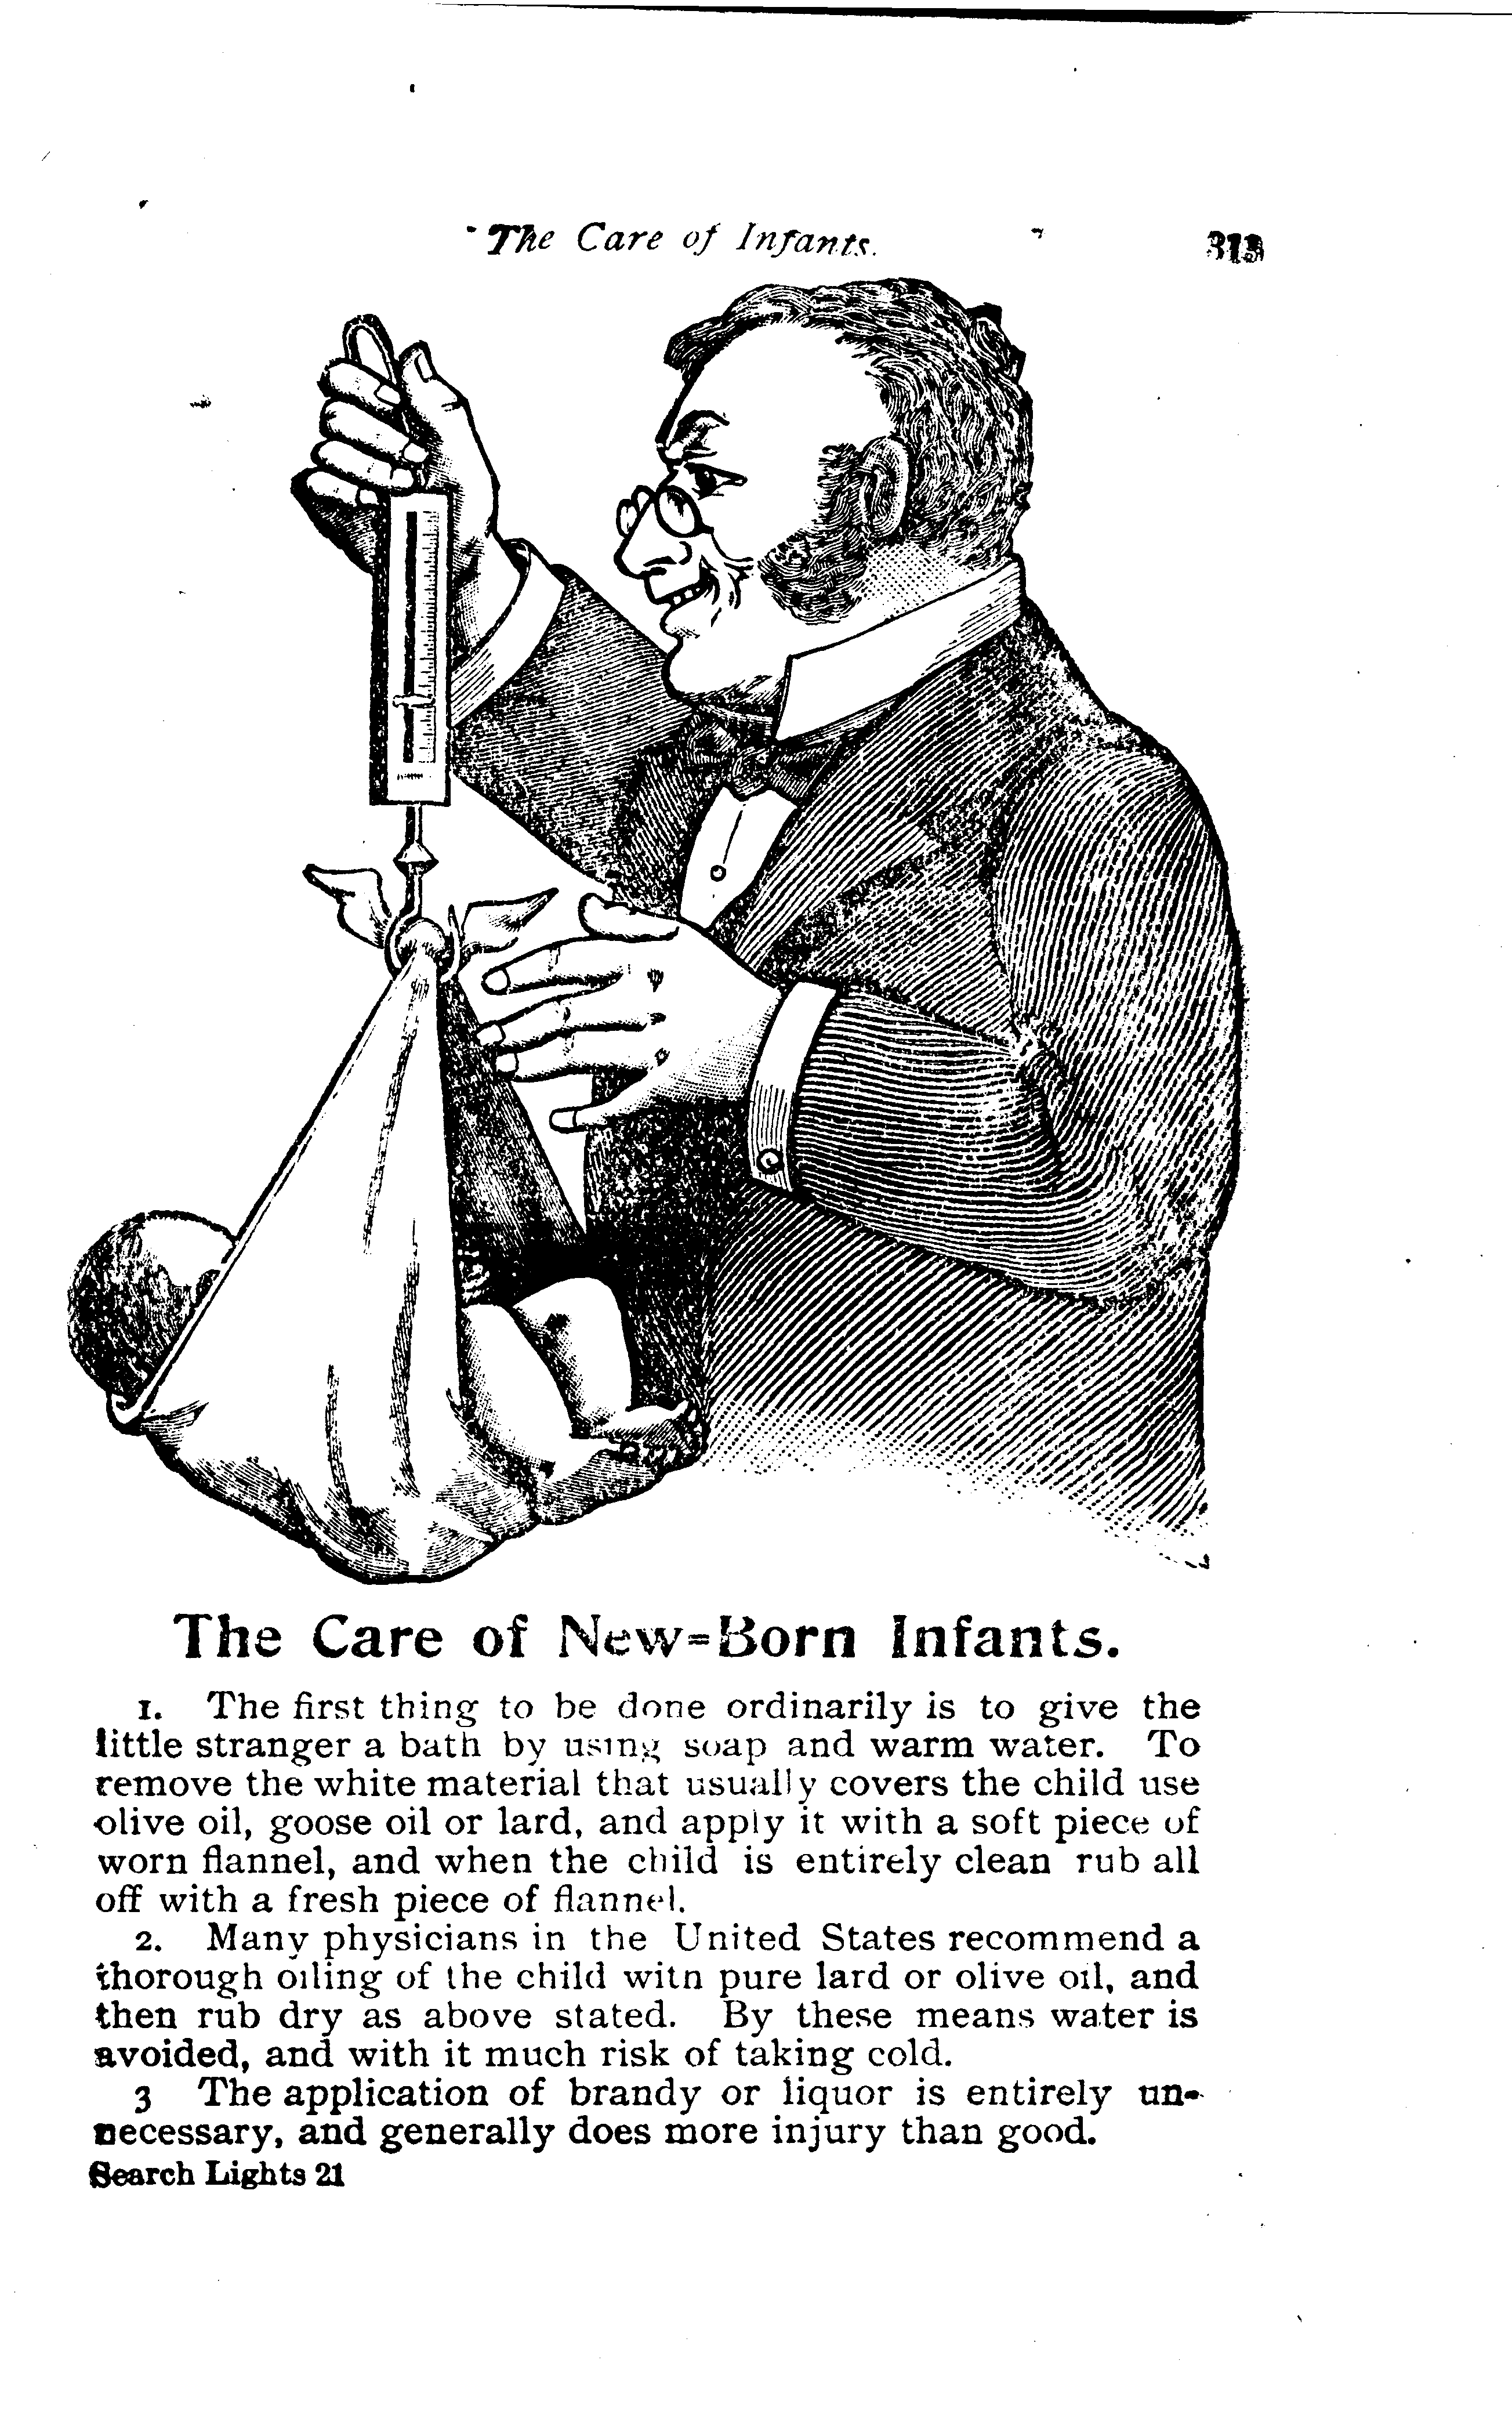 The Care of Infants.
313
The Care of New=Born Infants.
1. The first thing to be done ordinarily is to give the
little stranger a bath by using soap and warm water. To
remove the white material that usually covers the child use
olive oil, goose oil or lard, and apply it with a soft piece of
worn flannel, and when the child is entirely clean rub all
off with a fresh piece of flannel.
2. Many physicians in the United States recommend a
thorough oiling of the child with pure lard or olive oil, and
then rub dry as above stated. By these means water is
avoided, and with it much risk of taking cold.
3 The application of brandy or liquor is entirely un-
necessary, and generally does more injury than good.
Search Lights 21